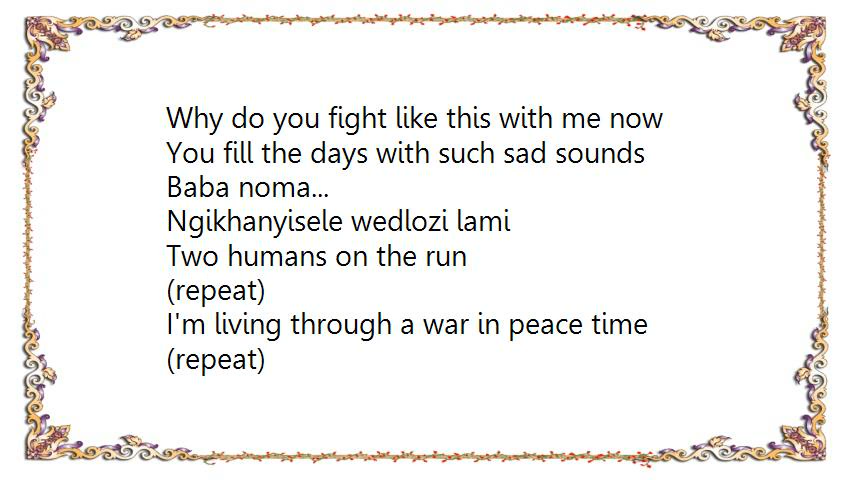 Why do you fight like this with me now
You fill the days with such sad sounds
Baba noma...
Ngikhanyisele wedlozi lami
Two humans on the run
(repeat)
I'm living through a war in peace time
(repeat)